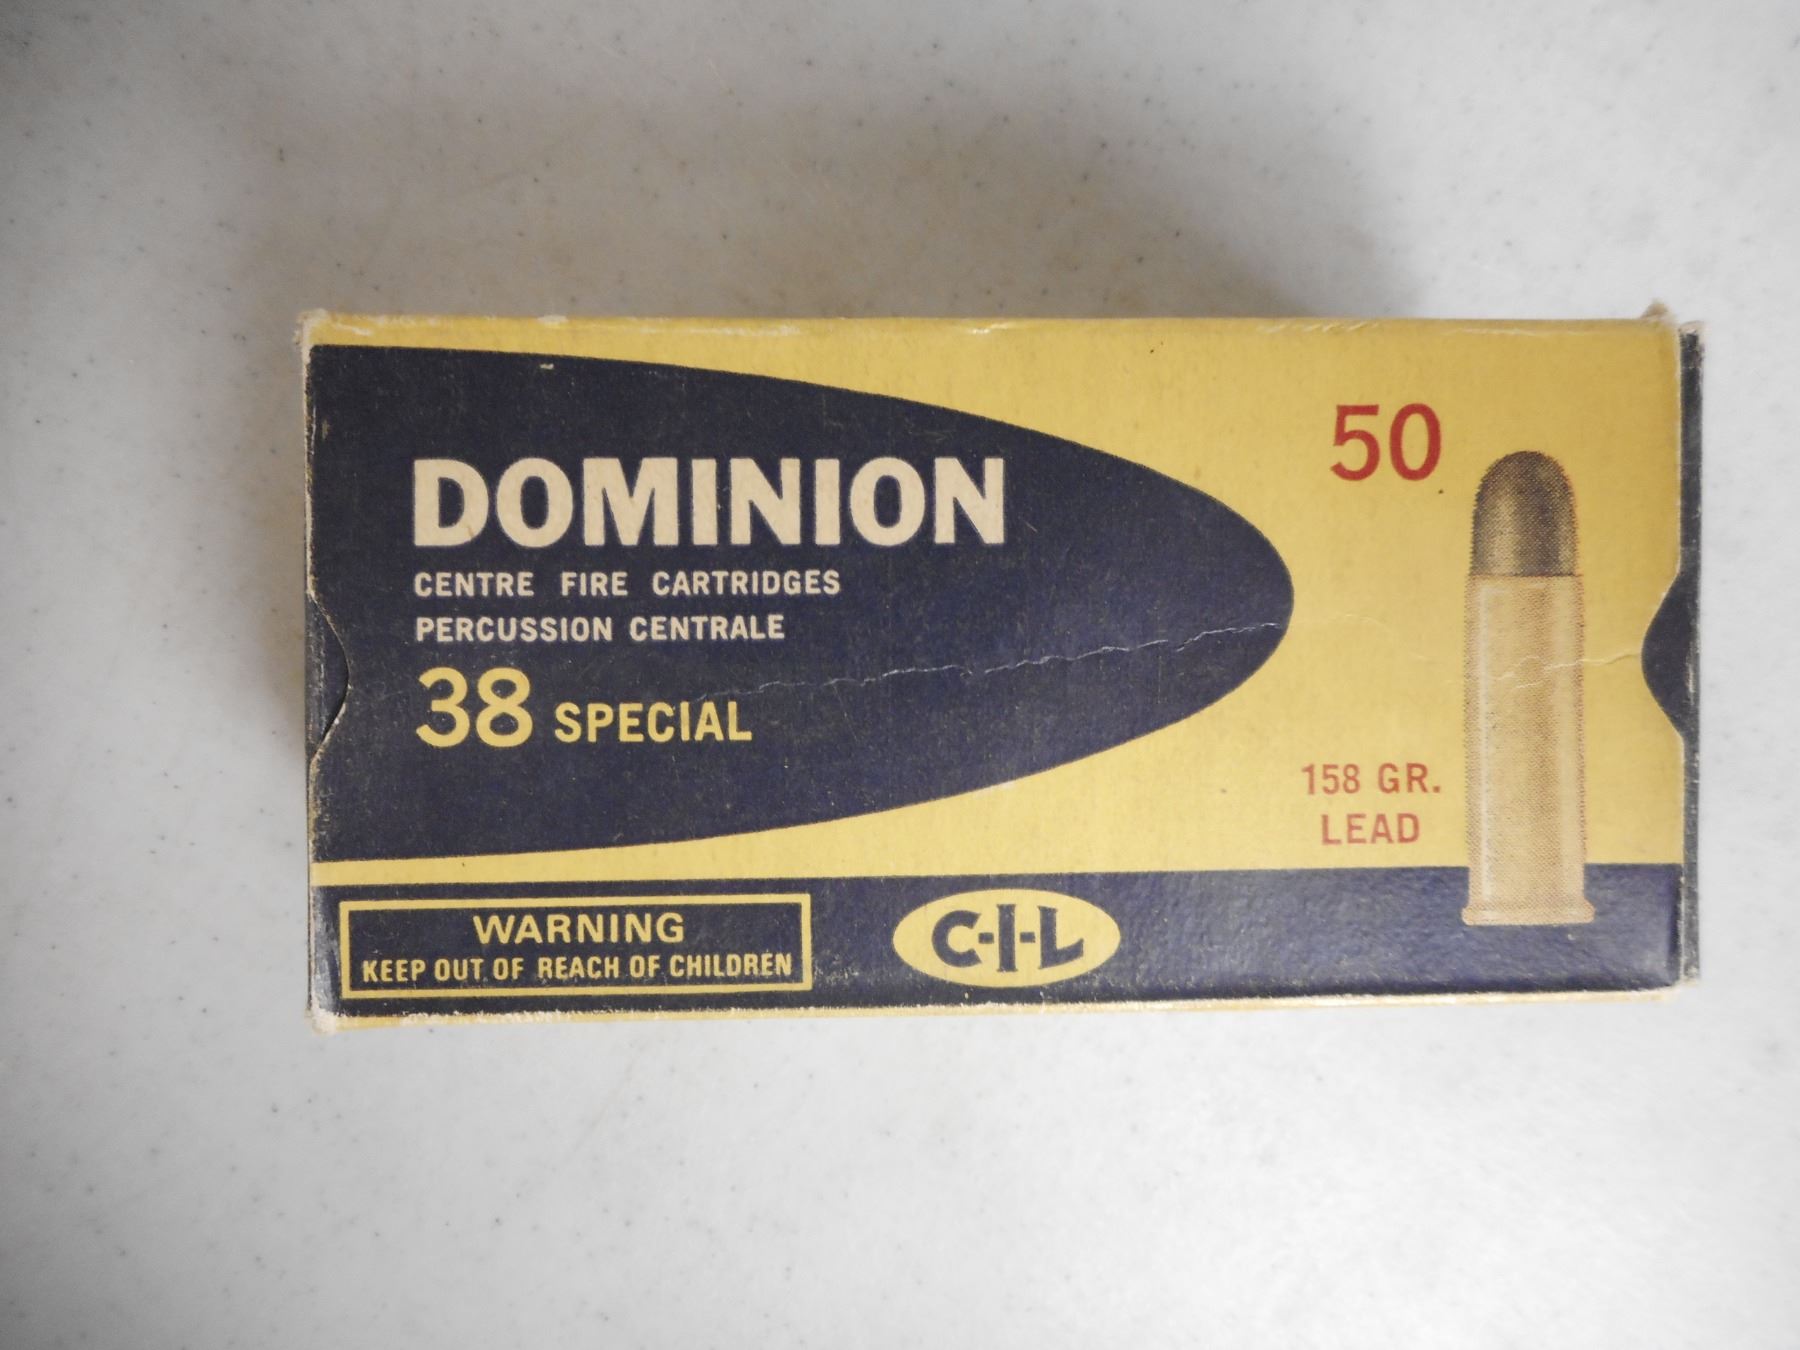 DOMINION
CENTRE FIRE CARTRIDGES
PERCUSSION CENTRALE
38 SPECIAL
50
158 GR.
LEAD
WARNING
KEEP OUT OF REACH OF CHILDREN
C-I-L